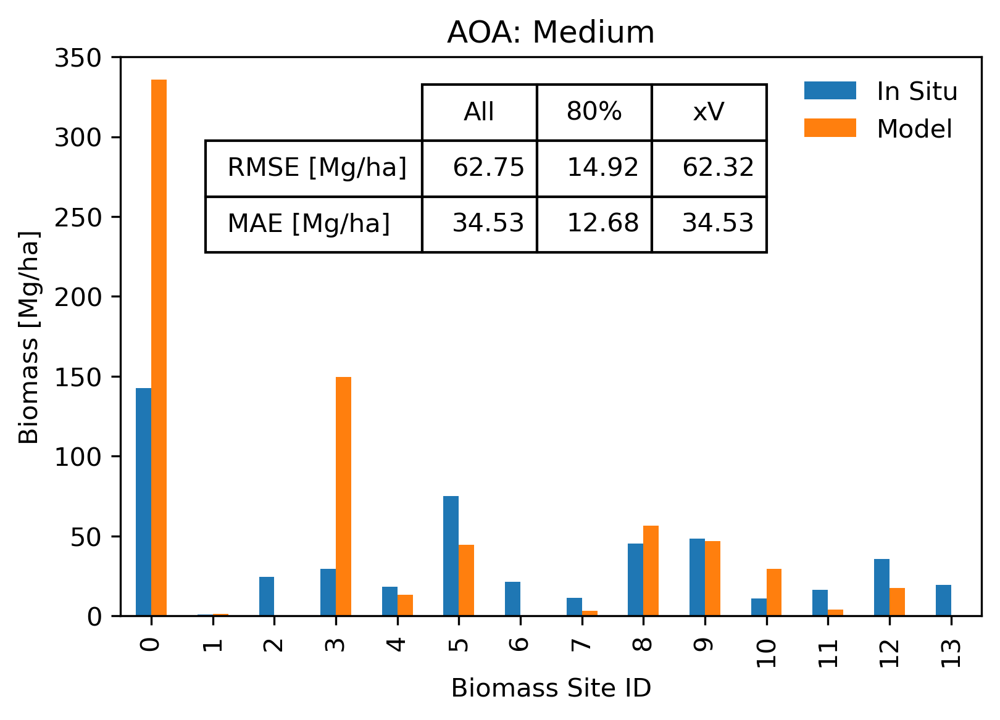 AOA: Medium
350
300
250
200
150
100
50
0
Biomass [Mg/ha]
All 80% xV
RMSE [Mg/ha] 62.75 14.92 62.32
MAE [Mg/ha] 34.53 12.68 34.53
In Situ
Model
0 1 2 3 4 5 6 7 8 9 10 11 12 13
Biomass Site ID